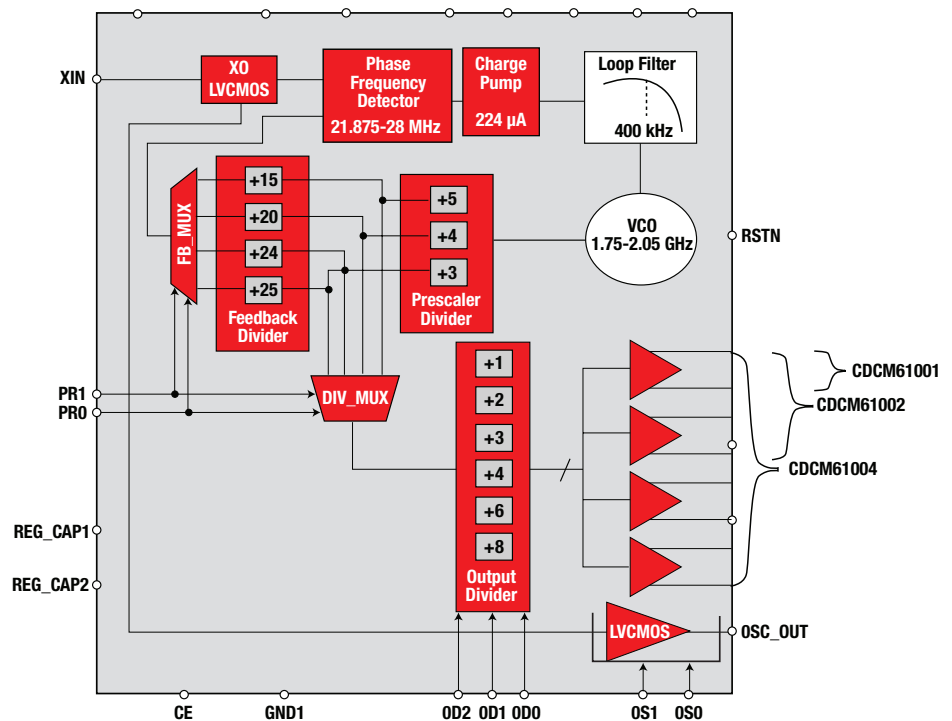 XIN
XO
LVCMOS
Phase
Frequency
Detector
21.875-28 MHz
Charge
Pump
224 µA
Loop Filter
400 kHz
FB_MUX
+15
+20
+24
+25
Feedback
Divider
+5
+4
+3
Prescaler
Divider
VCO
1.75-2.05 GHz
RSTN
PR1
PR0
DIV_MUX
+1
+2
+3
+4
+6
+8
Output
Divider
CDCM61001
CDCM61002
CDCM61004
REG_CAP1
REG_CAP2
LVCMOS
OSC_OUT
CE
GND1
OD2
OD1
OD0
OS1
OS0